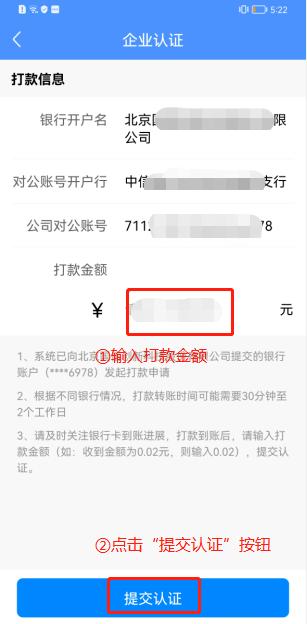 5:22
企业认证
打款信息
银行开户名 北京 限
公司
对公账号开户行 中信 支行
公司对公账号 711 78
打款金额
¥ 元
①输入打款金额
1、系统已向北京 公司提交的银行
账户（****6978）发起打款申请
2、根据不同银行情况，打款转账时间可能需要30分钟至
2个工作日
3、请及时关注银行卡到账进展，打款到账后，请输入打
款金额（如：收到金额为0.02元，则输入0.02），提交认
证。
②点击“提交认证”按钮
提交认证